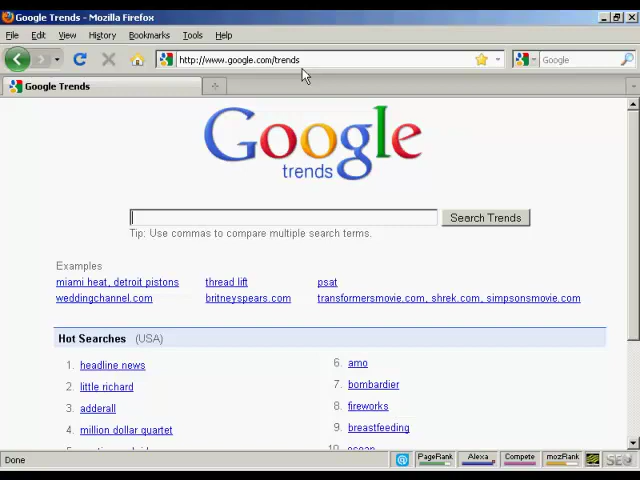 Google Trends - Mozilla Firefox
File Edit View History Bookmarks Tools Help
http://www.google.com/trends
Google
Google Trends
Google
trends
Search Trends
Tip: Use commas to compare multiple search terms.
Examples
miami heat, detroit pistons thread lift psat
weddingchannel.com britneyspears.com transformersmovie.com, shrek.com, simpsonsmovie.com
Hot Searches (USA)
1. headline news
2. little richard
3. adderall
4. million dollar quartet
6. amo
7. bombardier
8. fireworks
9. breastfeeding
Done PageRank Alexa Compete mozRank SEO